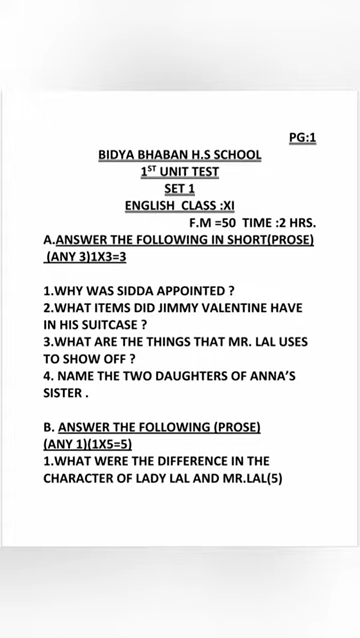 PG:1
BIDYA BHABAN H.S SCHOOL
1ST UNIT TEST
SET 1
ENGLISH CLASS :XI
F.M =50 TIME :2 HRS.
A.ANSWER THE FOLLOWING IN SHORT(PROSE)
(ANY 3)1X3=3
1.WHY WAS SIDDA APPOINTED ?
2.WHAT ITEMS DID JIMMY VALENTINE HAVE
IN HIS SUITCASE ?
3.WHAT ARE THE THINGS THAT MR. LAL USES
TO SHOW OFF ?
4. NAME THE TWO DAUGHTERS OF ANNA'S
SISTER .
B. ANSWER THE FOLLOWING (PROSE)
(ANY 1)(1X5=5)
1.WHAT WERE THE DIFFERENCE IN THE
CHARACTER OF LADY LAL AND MR.LAL(5)